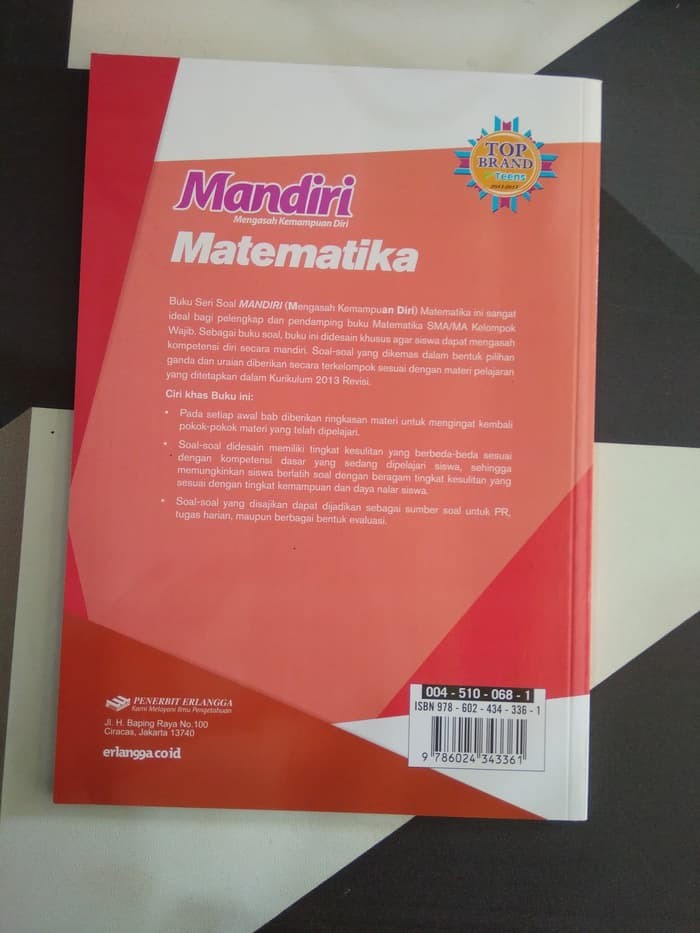 TOP
BRAND
Teens
Mandiri
Mengasah Kemampuan Diri
Matematika
Buku Seri Soal MANDIRI (Mengasah Kemampuan Diri) Matematika ini sangat
ideal bagi pelengkap dan pendamping buku Matematika SMA/MA Kelompok
Wajib. Sebagai buku soal, buku ini didesain khusus agar siswa dapat mengasah
kompetensi diri secara mandiri. Soal-soal yang dikemas dalam bentuk pilihan
ganda dan uraian diberikan secara terkelompok sesuai dengan materi pelajaran
yang ditetapkan dalam Kurikulum 2013 Revisi.
Ciri khas Buku ini:
• Pada setiap awal bab diberikan ringkasan materi untuk mengingat kembali
pokok-pokok materi yang telah dipelajari.
• Soal-soal didesain memiliki tingkat kesulitan yang berbeda-beda sesuai
dengan kompetensi dasar yang sedang dipelajari siswa, sehingga
memungkinkan siswa berlatih soal dengan beragam tingkat kesulitan yang
sesuai dengan tingkat kemampuan dan daya nalar siswa.
• Soal-soal yang disajikan dapat dijadikan sebagai sumber soal untuk PR,
tugas harian, maupun berbagai bentuk evaluasi.
PENERBIT ERLANGGA
Kami Melayani Ilmu Pengetahuan
Jl. H. Baping Raya No.100
Ciracas, Jakarta 13740
erlangga.co.id
004 - 510 - 068 - 1
ISBN 978 - 602 - 434 - 336 - 1
9 786024 343361